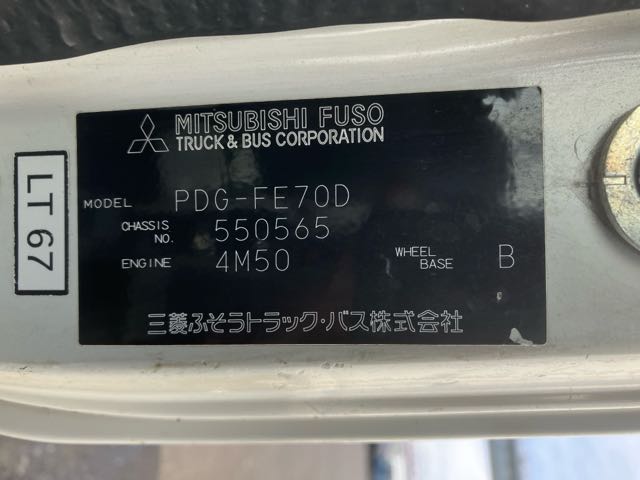 MITSUBISHI FUSO
TRUCK & BUS CORPORATION
MODEL PDG-FE70D
CHASSIS NO. 550565
ENGINE 4M50 WHEEL BASE B
三菱ふそうトラック・バス株式会社
LT 67